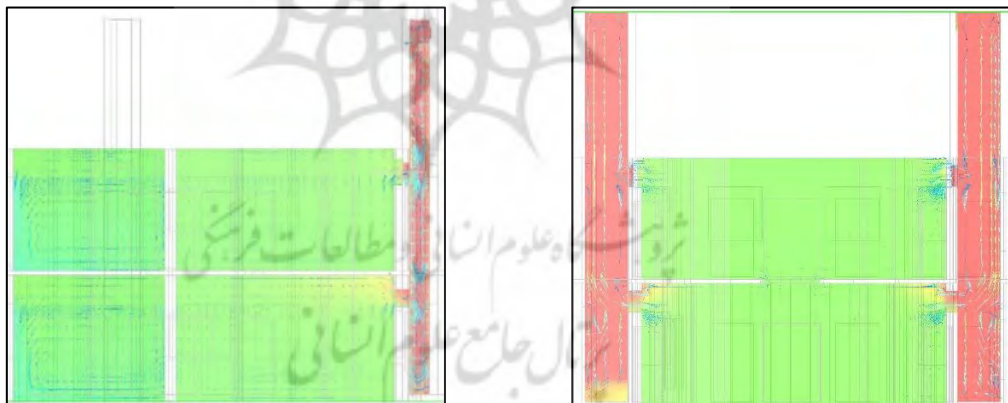 پژوهشگاه علوم انسانی و مطالعات فرهنگی
پرتال جامع علوم انسانی